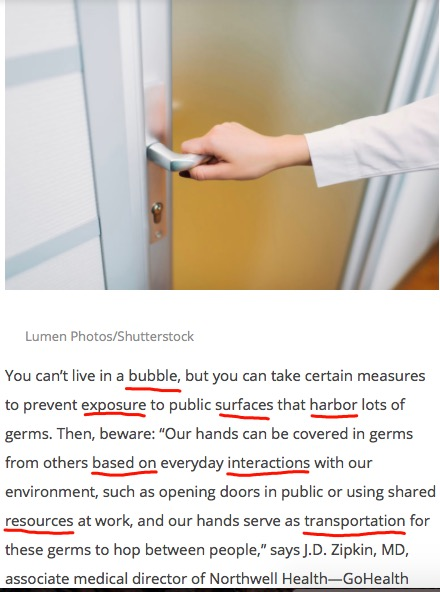 Lumen Photos/Shutterstock
You can't live in a bubble, but you can take certain measures
to prevent exposure to public surfaces that harbor lots of
germs. Then, beware: “Our hands can be covered in germs
from others based on everyday interactions with our
environment, such as opening doors in public or using shared
resources at work, and our hands serve as transportation for
these germs to hop between people,” says J.D. Zipkin, MD,
associate medical director of Northwell Health—GoHealth